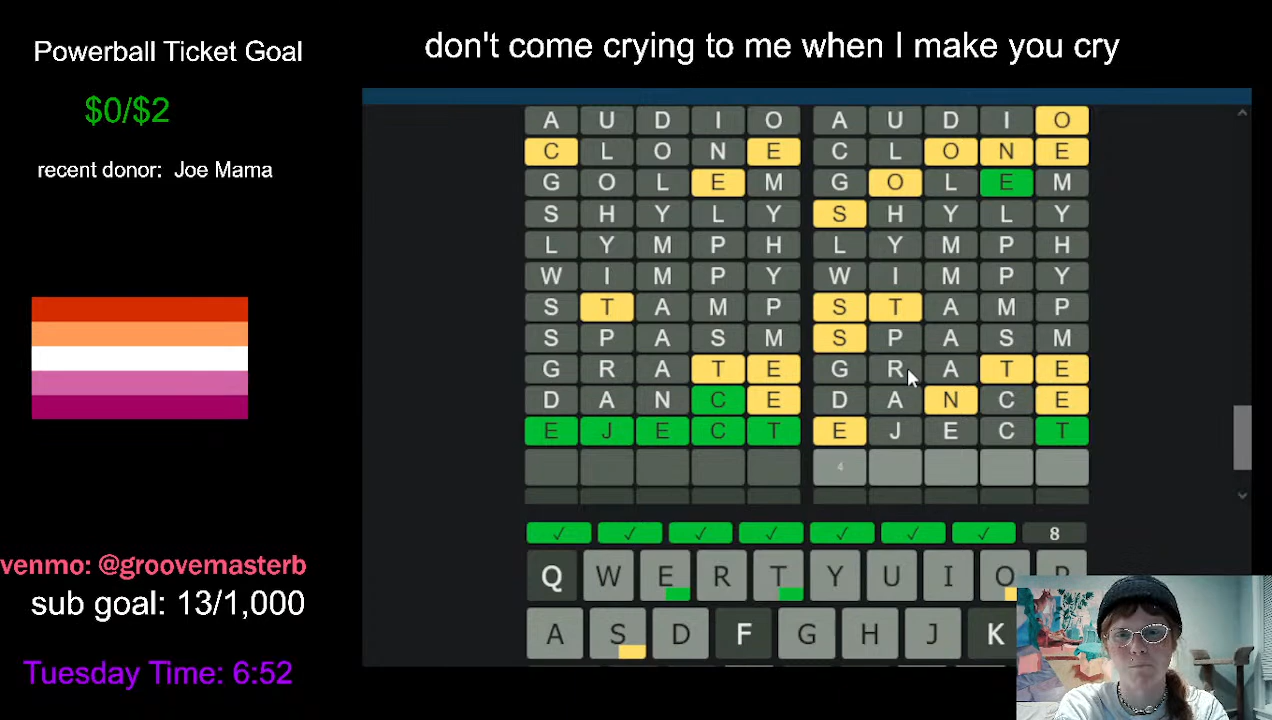 Powerball Ticket Goal
$0/$2
recent donor: Joe Mama
don't come crying to me when I make you cry
A U D I O A U D I O
C L O N E C L O N E
G O L E M G O L E M
S H Y L Y S H Y L Y
L Y M P H L Y M P H
W I M P Y W I M P Y
S T A M P S T A M P
S P A S M S P A S M
G R A T E G R A T E
D A N C E D A N C E
E J E C T E J E C T
4
✓ ✓ ✓ ✓ ✓ ✓ ✓ 8
Q W E R T Y U I O P
A S D F G H J K
venmo: @groovemasterb
sub goal: 13/1,000
Tuesday Time: 6:52